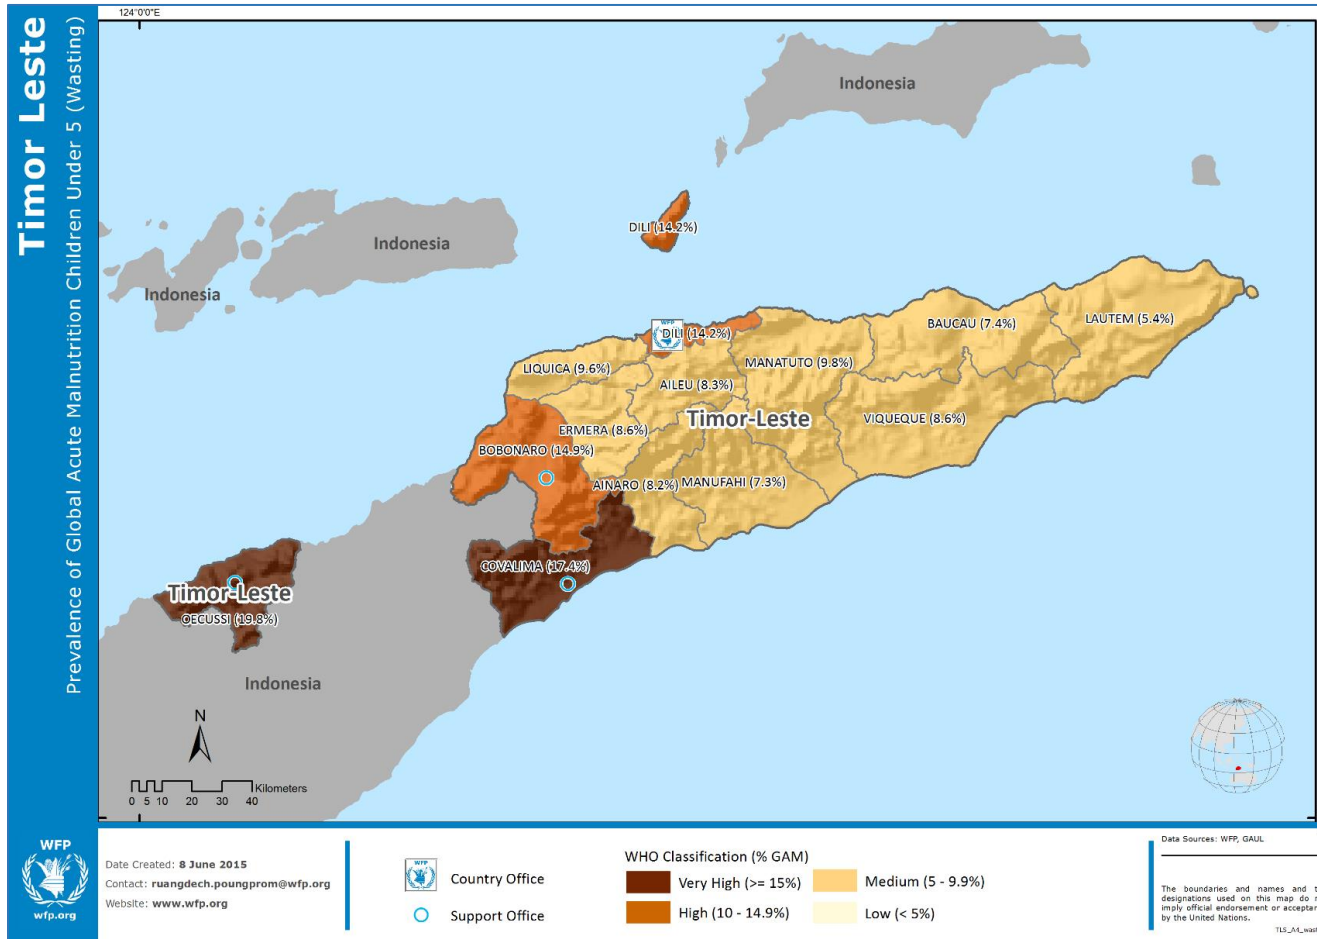 Timor Leste
Prevalence of Global Acute Malnutrition Children Under 5 (Wasting)
124°0'0"E
Indonesia
Indonesia
Indonesia
DILI (14.2%)
WFP
DILI (14.2%)
BAUCAU (7.4%)
LAUTEM (5.4%)
LIQUICA (9.6%)
MANATUTO (9.8%)
AILEU (8.3%)
Timor-Leste
VIQUEQUE (8.6%)
ERMERA (8.6%)
BOBONARO (14.9%)
AINARO (8.2%)
MANUFAHI (7.3%)
COVALIMA (17.4%)
Timor-Leste
OECUSSI (19.8%)
Indonesia
N
Kilometers
0 5 10 20 30 40
WFP
wfp.org
Date Created: 8 June 2015
Contact: ruangdech.poungprom@wfp.org
Website: www.wfp.org
WFP
Country Office
Support Office
WHO Classification (% GAM)
Very High (>= 15%)
High (10 - 14.9%)
Medium (5 - 9.9%)
Low (< 5%)
Data Sources: WFP, GAUL
The boundaries and names and
designations used on this map do
imply official endorsement or
by the United Nations.